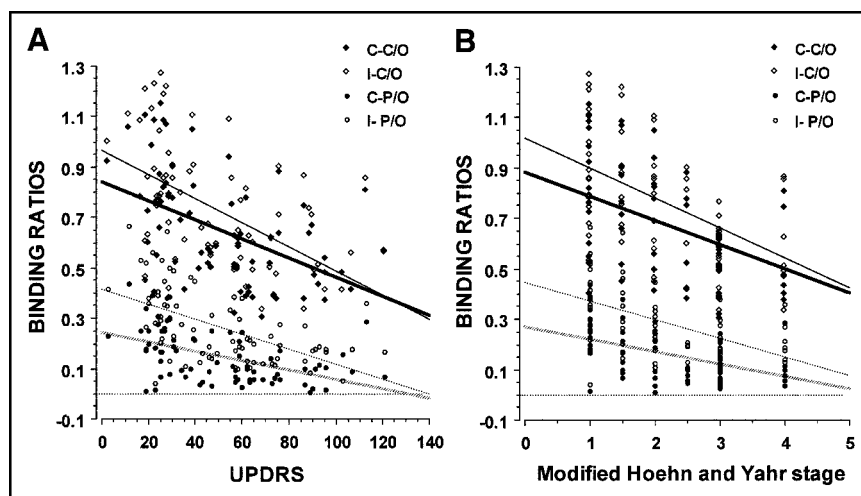 A
C-C/O
I-C/O
C-P/O
I- P/O
BINDING RATIOS
1.3
1.1
0.9
0.7
0.5
0.3
0.1
-0.1
0 20 40 60 80 100 120 140
UPDRS
B
C-C/O
I-C/O
C-P/O
I- P/O
BINDING RATIOS
1.3
1.1
0.9
0.7
0.5
0.3
0.1
-0.1
0 1 2 3 4 5
Modified Hoehn and Yahr stage